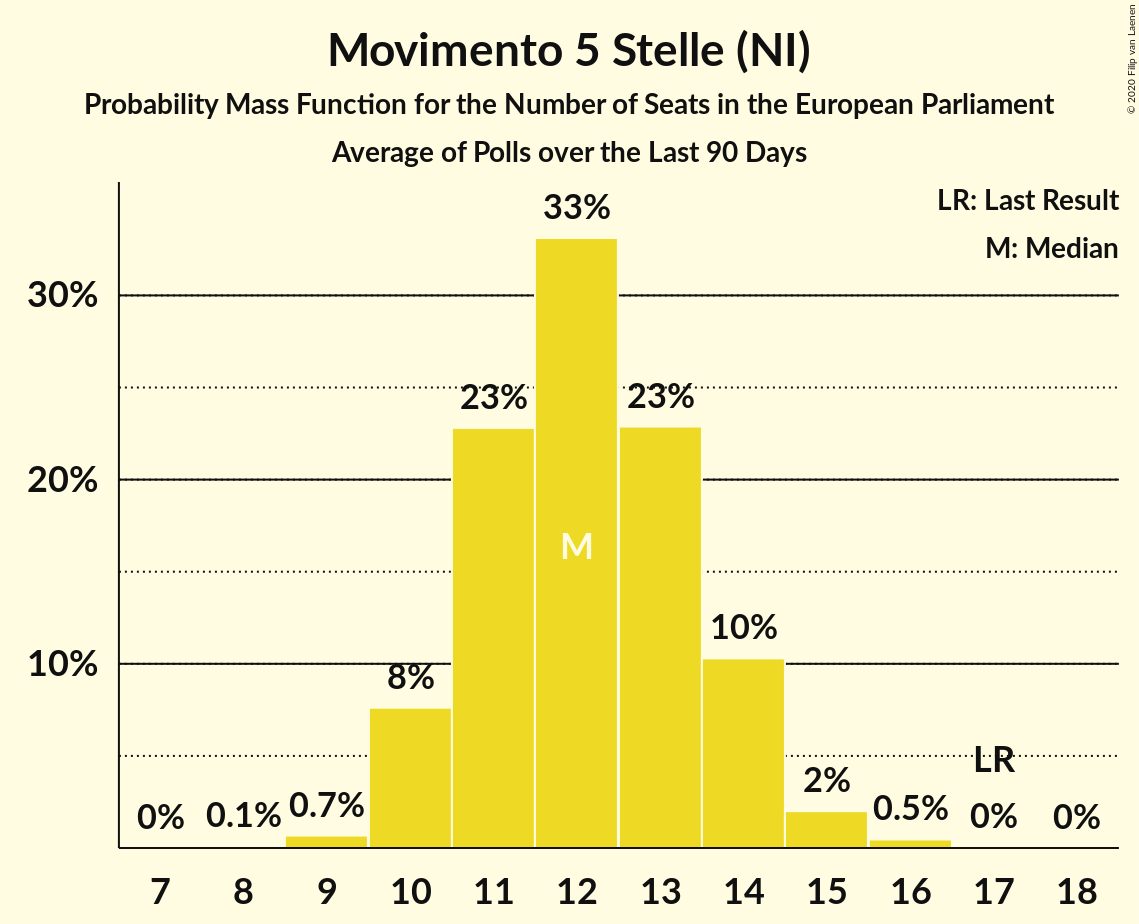 Movimento 5 Stelle (NI)
Probability Mass Function for the Number of Seats in the European Parliament
Average of Polls over the Last 90 Days
© 2020 Filip van Laenen
LR: Last Result
M: Median
30%
20%
10%
0%
0.1%
0.7%
8%
23%
33%
M
23%
10%
2%
0.5%
LR
0%
0%
7 8 9 10 11 12 13 14 15 16 17 18